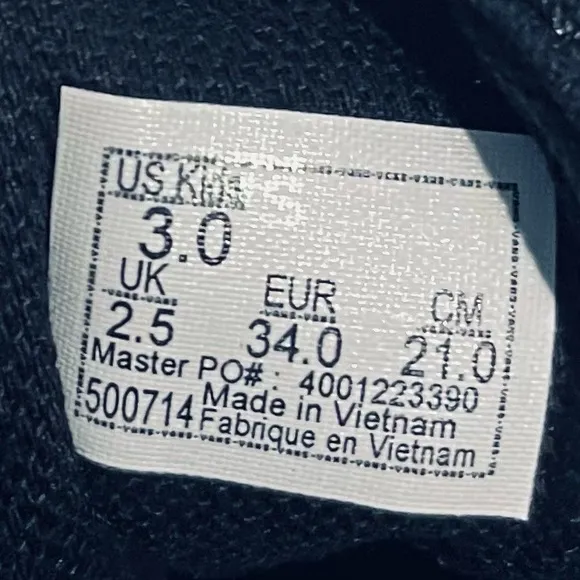 US Kids
3.0
UK EUR CM
2.5 34.0 21.0
Master PO# : 4001223390
500714 Made in Vietnam
Fabrique en Vietnam